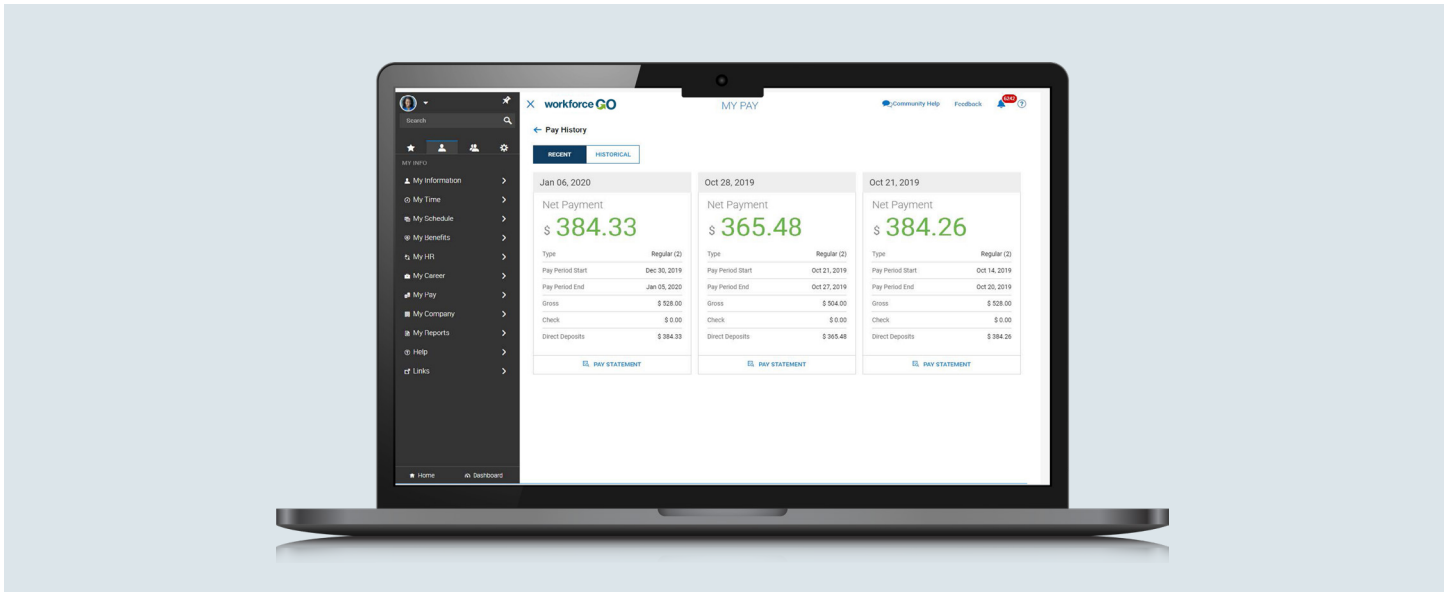 workforce GO
MY PAY
Community Help
Feedback
6242
Search
MY INFO
My Information
My Time
My Schedule
My Benefits
My HR
My Career
My Pay
My Company
My Reports
Help
Links
Home
Dashboard
Pay History
RECENT
HISTORICAL
Jan 06, 2020
Net Payment
$ 384.33
Type Regular (2)
Pay Period Start Dec 30, 2019
Pay Period End Jan 05, 2020
Gross $ 528.00
Check $ 0.00
Direct Deposits $ 384.33
PAY STATEMENT
Oct 28, 2019
Net Payment
$ 365.48
Type Regular (2)
Pay Period Start Oct 21, 2019
Pay Period End Oct 27, 2019
Gross $ 504.00
Check $ 0.00
Direct Deposits $ 365.48
PAY STATEMENT
Oct 21, 2019
Net Payment
$ 384.26
Type Regular (2)
Pay Period Start Oct 14, 2019
Pay Period End Oct 20, 2019
Gross $ 528.00
Check $ 0.00
Direct Deposits $ 384.26
PAY STATEMENT